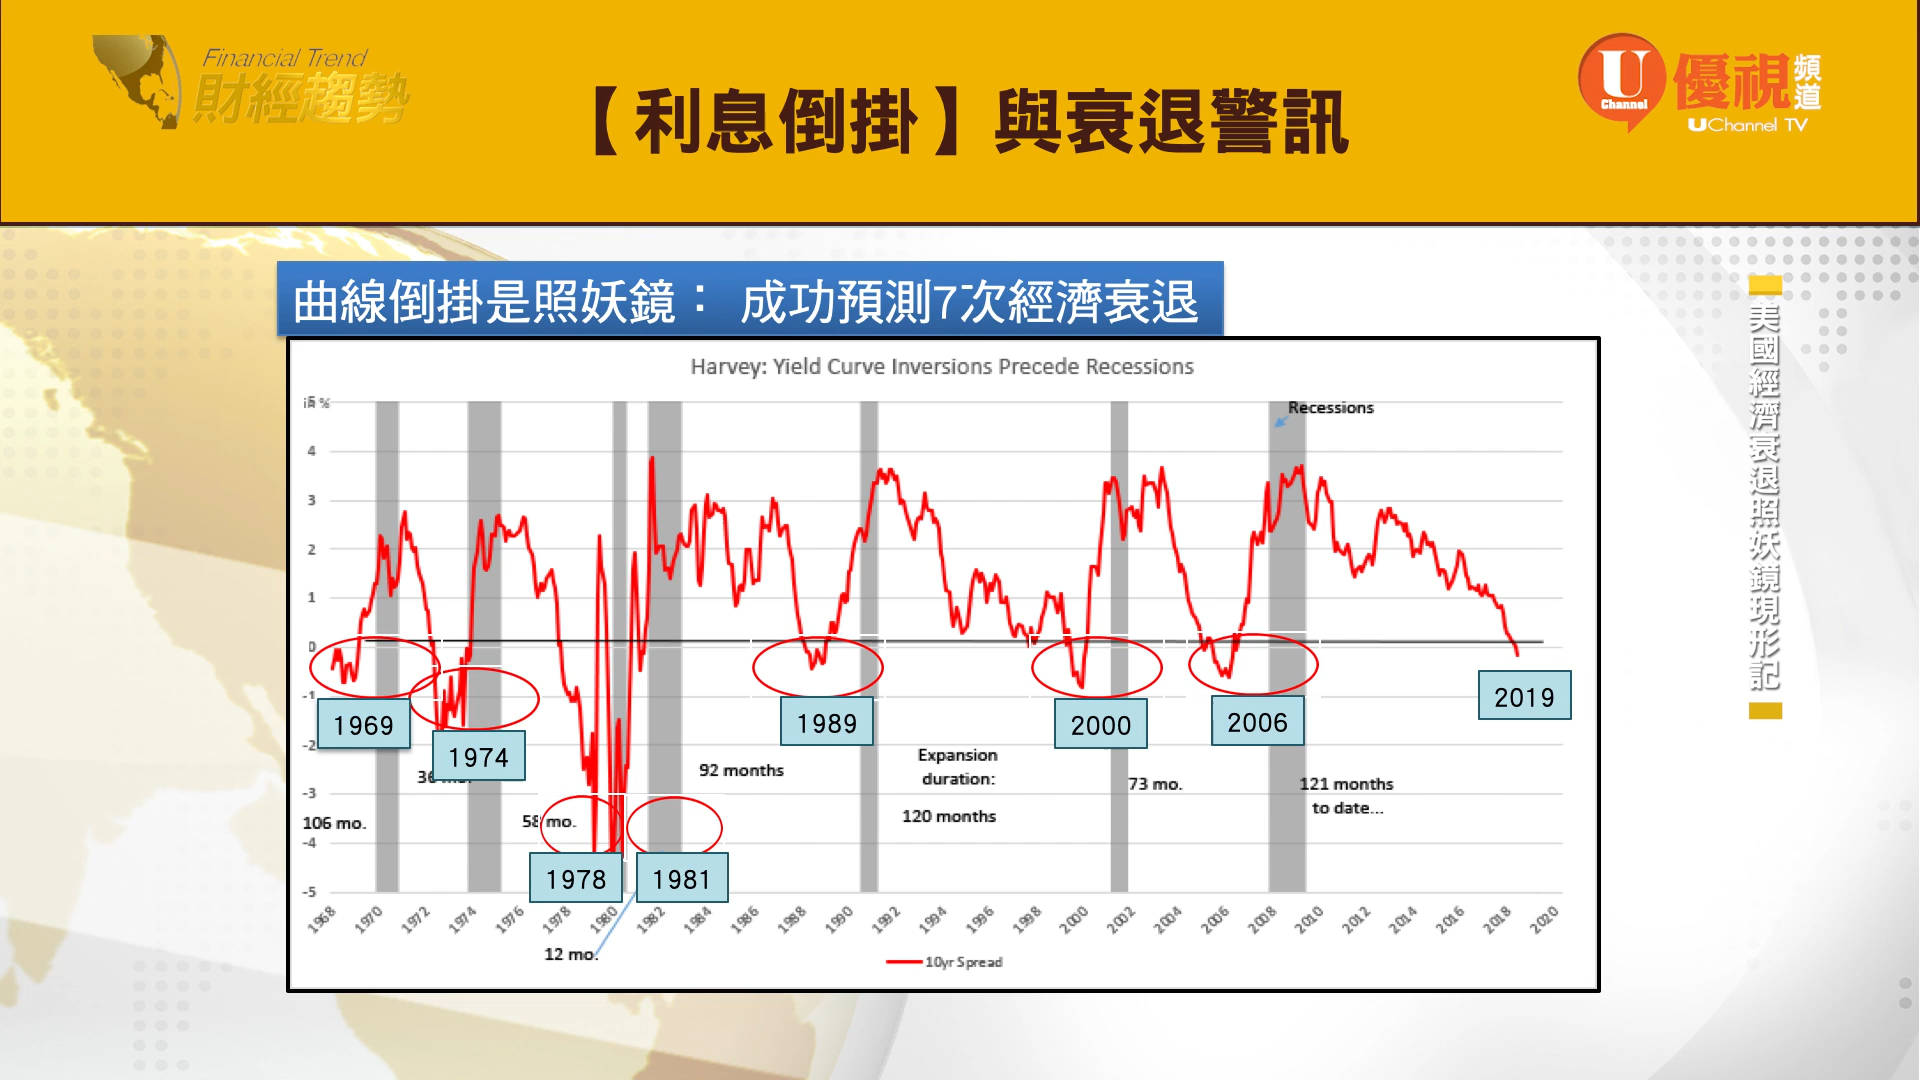 Financial Trend
財經趨勢
【利息倒掛】與衰退警訊
U
Channel
優視頻道
UChannel TV
曲線倒掛是照妖鏡： 成功預測7次經濟衰退
美國經濟衰退照妖鏡現形記
Harvey: Yield Curve Inversions Precede Recessions
Recessions
4
3
2
1
0
-1
-2
-3
-4
-5
1969
1974
1978
1981
1989
2000
2006
2019
106 mo.
mo.
92 months
Expansion
duration:
120 months
73 mo.
121 months
to date...
12 mo.
1968 1970 1972 1974 1976 1978 1980 1982 1984 1986 1988 1990 1992 1994 1996 1998 2000 2002 2004 2006 2008 2010 2012 2014 2016 2018 2020
10yr Spread